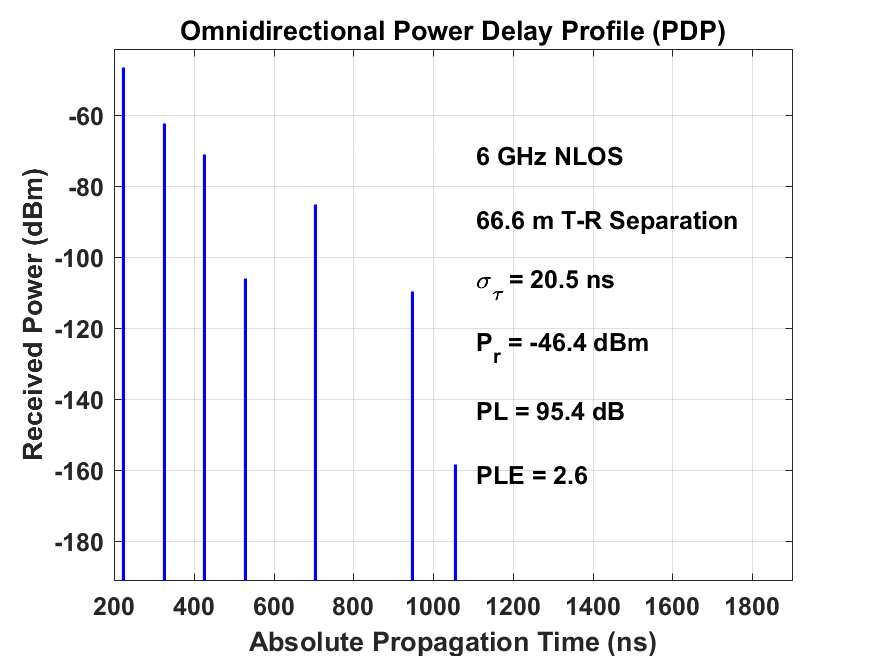 Omnidirectional Power Delay Profile (PDP)
Received Power (dBm)
-60
-80
-100
-120
-140
-160
-180
6 GHz NLOS
66.6 m T-R Separation
σ_τ = 20.5 ns
P_r = -46.4 dBm
PL = 95.4 dB
PLE = 2.6
200 400 600 800 1000 1200 1400 1600 1800
Absolute Propagation Time (ns)